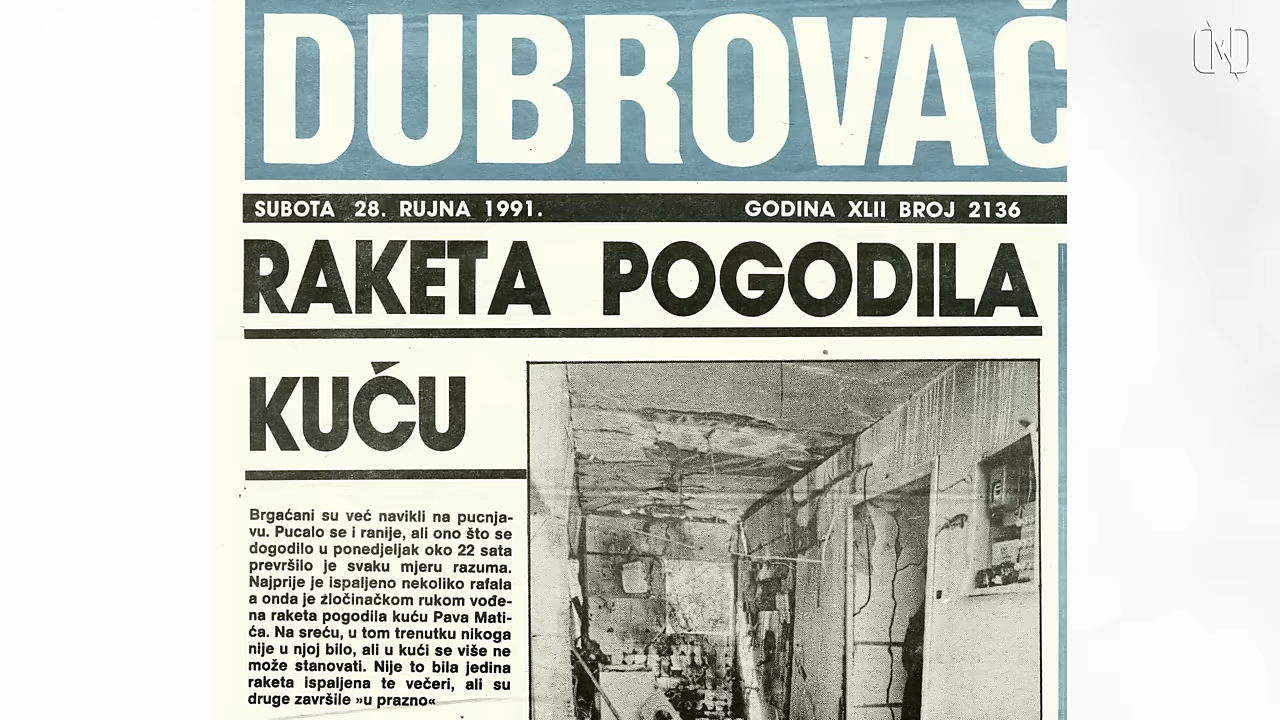 DUBROVAČ
SUBOTA 28. RUJNA 1991. GODINA XLII BROJ 2136
RAKETA POGODILA
KUĆU
Brgaćani su već navikli na pucnja-
vu. Pucalo se i ranije, ali ono što se
dogodilo u ponedjeljak oko 22 sata
prevršilo je svaku mjeru razuma.
Najprije je ispaljeno nekoliko rafala
a onda je zločinačkom rukom vođe-
na raketa pogodila kuću Pava Mati-
ća. Na sreću, u tom trenutku nikoga
nije u njoj bilo, ali u kući se više ne
može stanovati. Nije to bila jedina
raketa ispaljena te večeri, ali su
druge završile »u prazno«